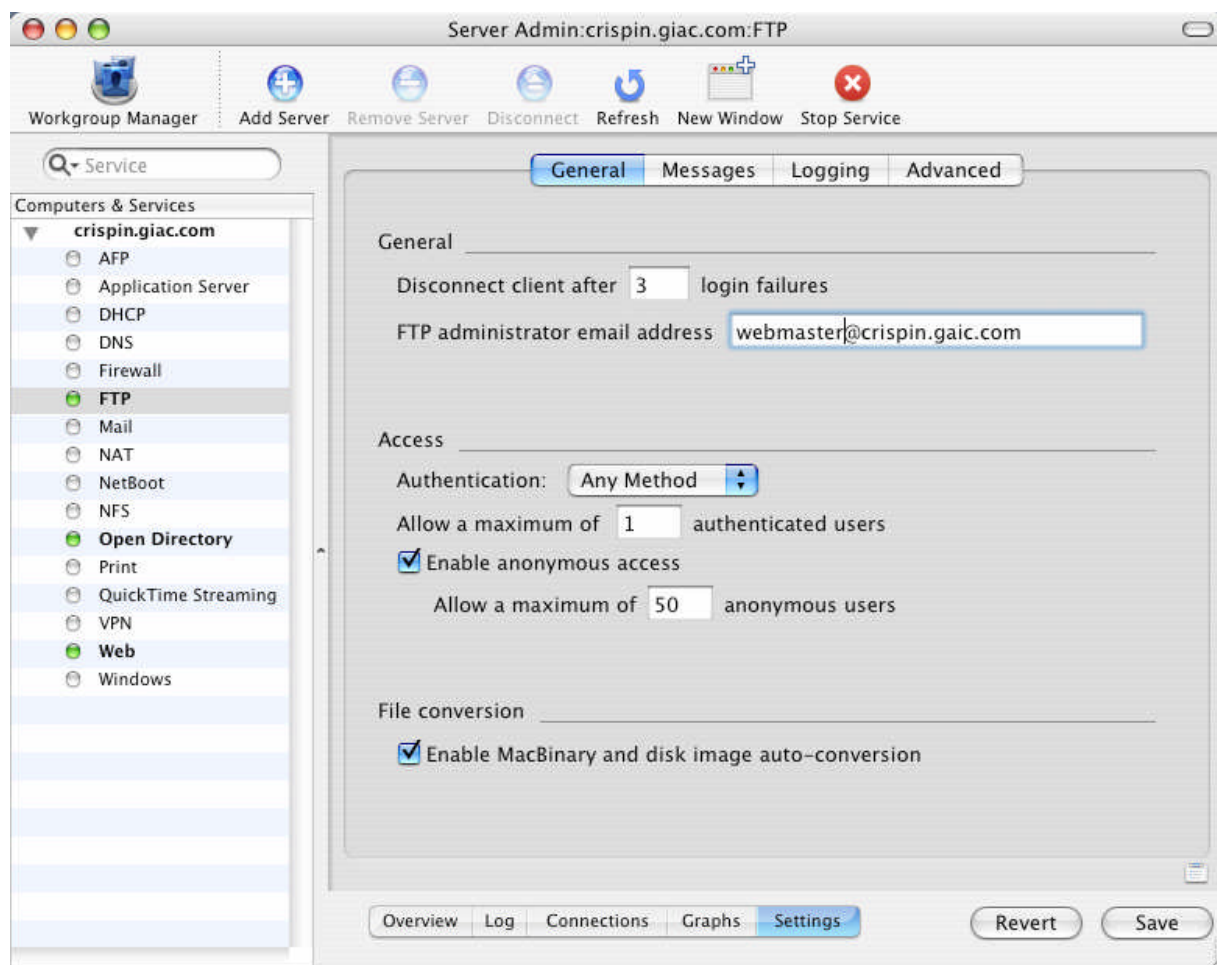 Server Admin:crispin.giac.com:FTP
Workgroup Manager
Add Server
Remove Server
Disconnect
Refresh
New Window
Stop Service
Service
Computers & Services
crispin.giac.com
AFP
Application Server
DHCP
DNS
Firewall
FTP
Mail
NAT
NetBoot
NFS
Open Directory
Print
QuickTime Streaming
VPN
Web
Windows
General
Messages
Logging
Advanced
General
Disconnect client after 3 login failures
FTP administrator email address webmaster@crispin.gaic.com
Access
Authentication: Any Method
Allow a maximum of 1 authenticated users
Enable anonymous access
Allow a maximum of 50 anonymous users
File conversion
Enable MacBinary and disk image auto-conversion
Overview
Log
Connections
Graphs
Settings
Revert
Save